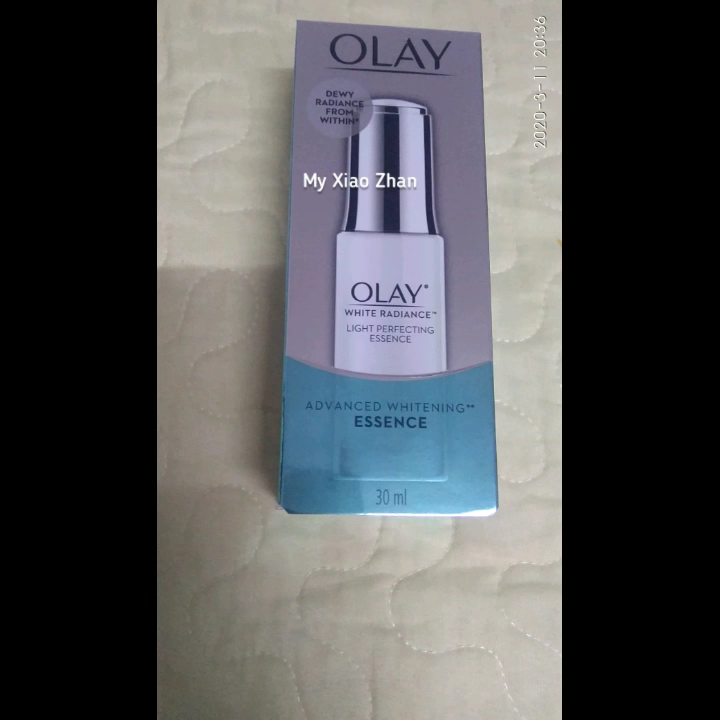 OLAY
DEWY
RADIANCE
FROM
WITHIN*
My Xiao Zhan
OLAY®
WHITE RADIANCE™
LIGHT PERFECTING
ESSENCE
ADVANCED WHITENING**
ESSENCE
30 ml
2020-3-11 20:36